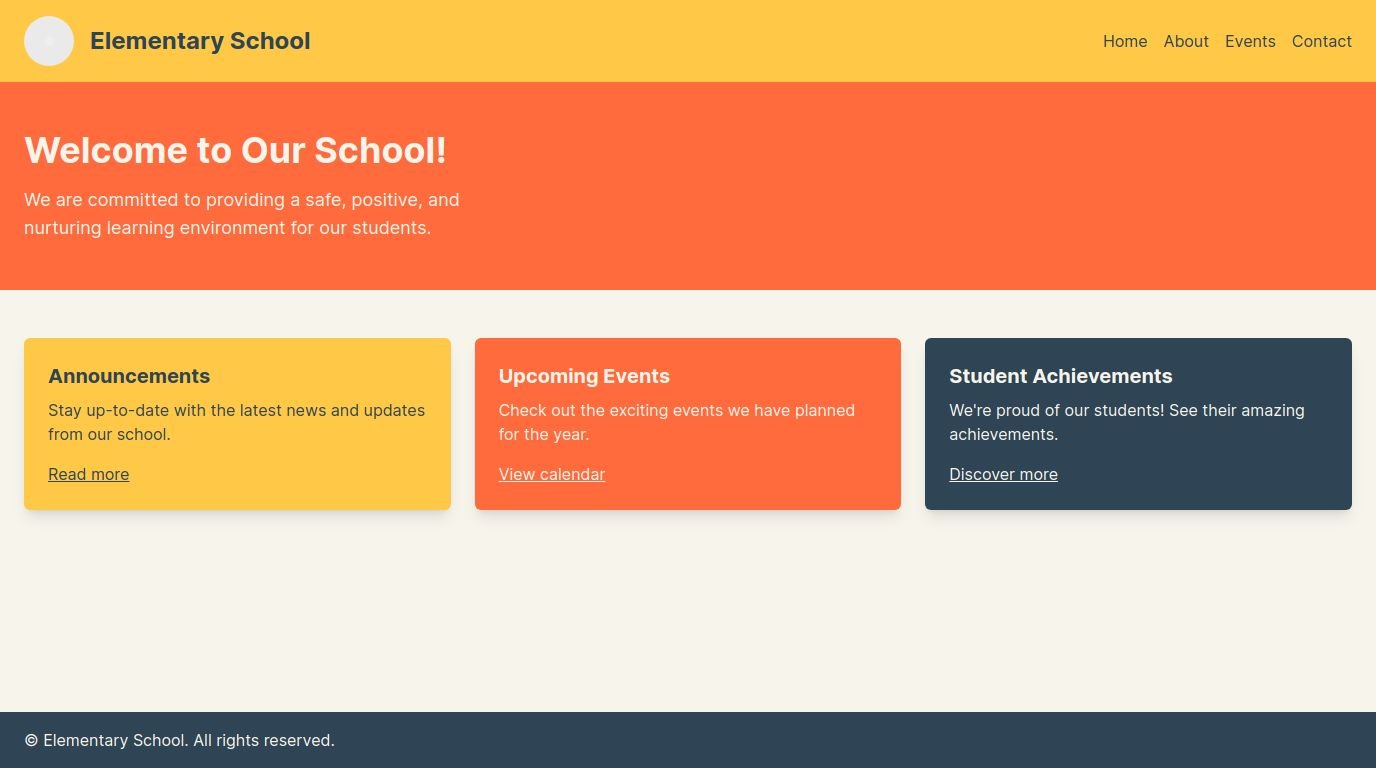 Elementary School
Home About Events Contact
Welcome to Our School!
We are committed to providing a safe, positive, and
nurturing learning environment for our students.
Announcements
Stay up-to-date with the latest news and updates
from our school.
Read more
Upcoming Events
Check out the exciting events we have planned
for the year.
View calendar
Student Achievements
We're proud of our students! See their amazing
achievements.
Discover more
© Elementary School. All rights reserved.